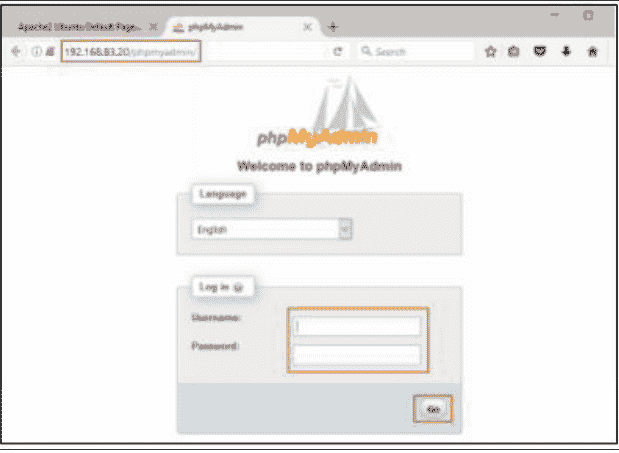 Apache2 Ubuntu Default Page...
phpMyAdmin
192.168.83.20/phpmyadmin/
Search
phpMyAdmin
Welcome to phpMyAdmin
Language
English
Log in
Username:
Password:
Go